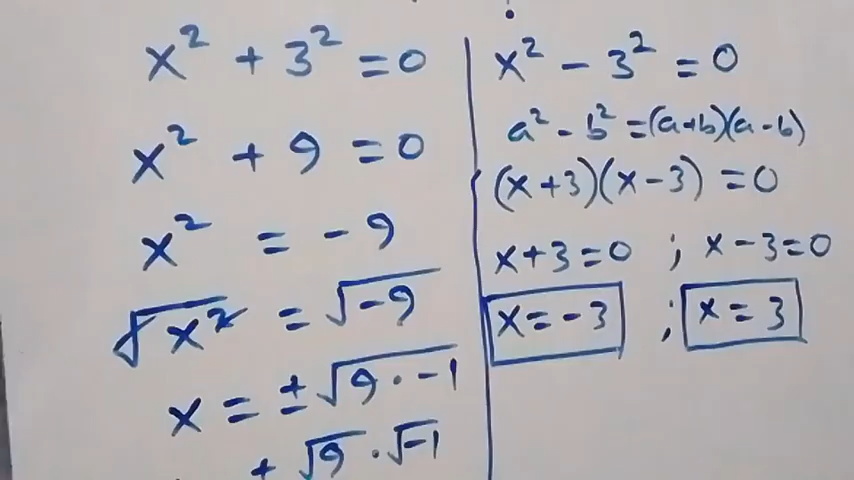 x² + 3² = 0
x² + 9 = 0
x² = -9
√x² = √-9
x = ± √9 · -1
√9 · √-1
x² - 3² = 0
a² - b² = (a+b)(a-b)
(x+3)(x-3) = 0
x+3=0 ; x-3=0
x = -3 ; x = 3